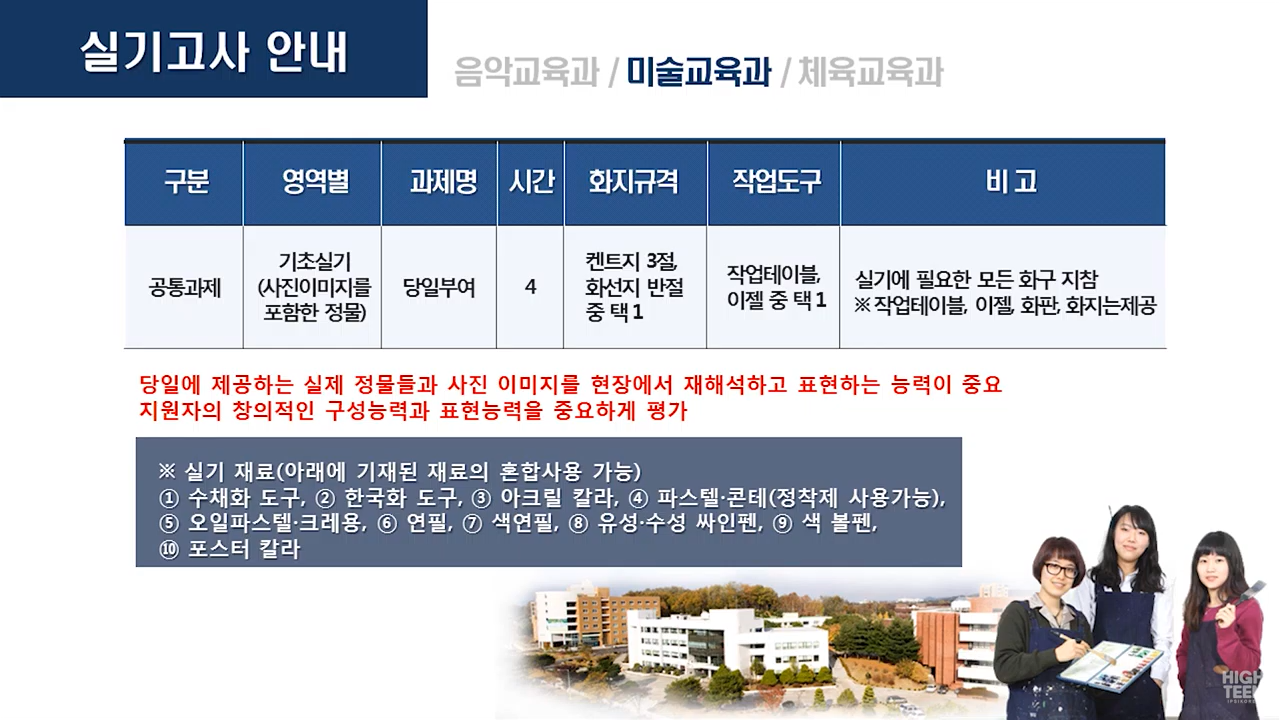 실기고사 안내
음악교육과 / 미술교육과 / 체육교육과
구분 영역별 과제명 시간 화지규격 작업도구 비 고
공통과제
기초실기
(사진이미지를
포함한 정물)
당일부여
4
켄트지 3절,
화선지 반절
중 택1
작업테이블,
이젤 중 택1
실기에 필요한 모든 화구 지참
※ 작업테이블, 이젤, 화판, 화지는제공
당일에 제공하는 실제 정물들과 사진 이미지를 현장에서 재해석하고 표현하는 능력이 중요
지원자의 창의적인 구성능력과 표현능력을 중요하게 평가
※ 실기 재료(아래에 기재된 재료의 혼합사용 가능)
① 수채화 도구, ② 한국화 도구, ③ 아크릴 칼라, ④ 파스텔·콘테(정착제 사용가능),
⑤ 오일파스텔·크레용, ⑥ 연필, ⑦ 색연필, ⑧ 유성·수성 싸인펜, ⑨ 색 볼펜,
⑩ 포스터 칼라
HIGH
TEEN